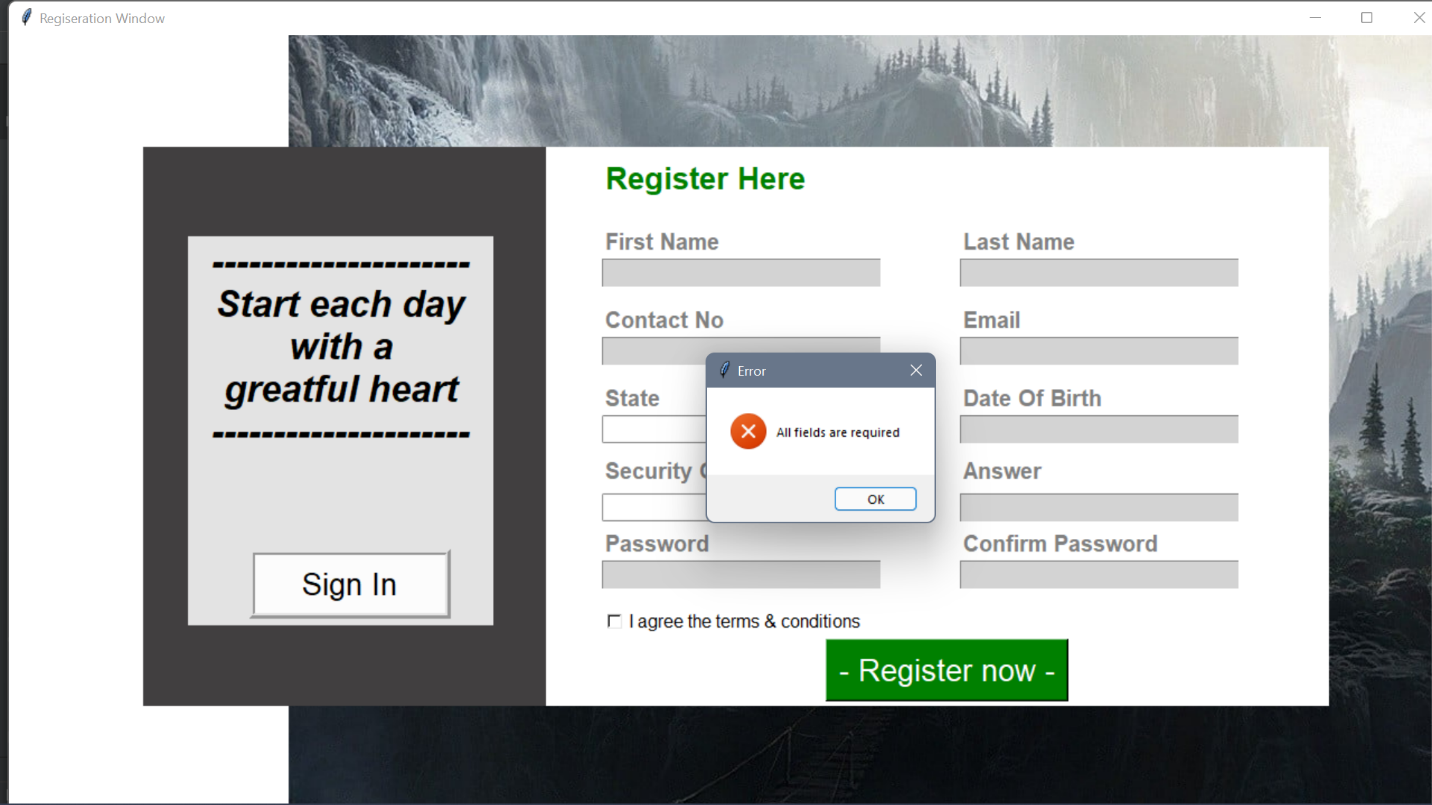 Regiseration Window
Register Here
---------------------
Start each day
with a
greatful heart
---------------------
Sign In
First Name
Last Name
Contact No
Email
State
Date Of Birth
Security
Answer
Password
Confirm Password
I agree the terms & conditions
- Register now -
Error
All fields are required
OK